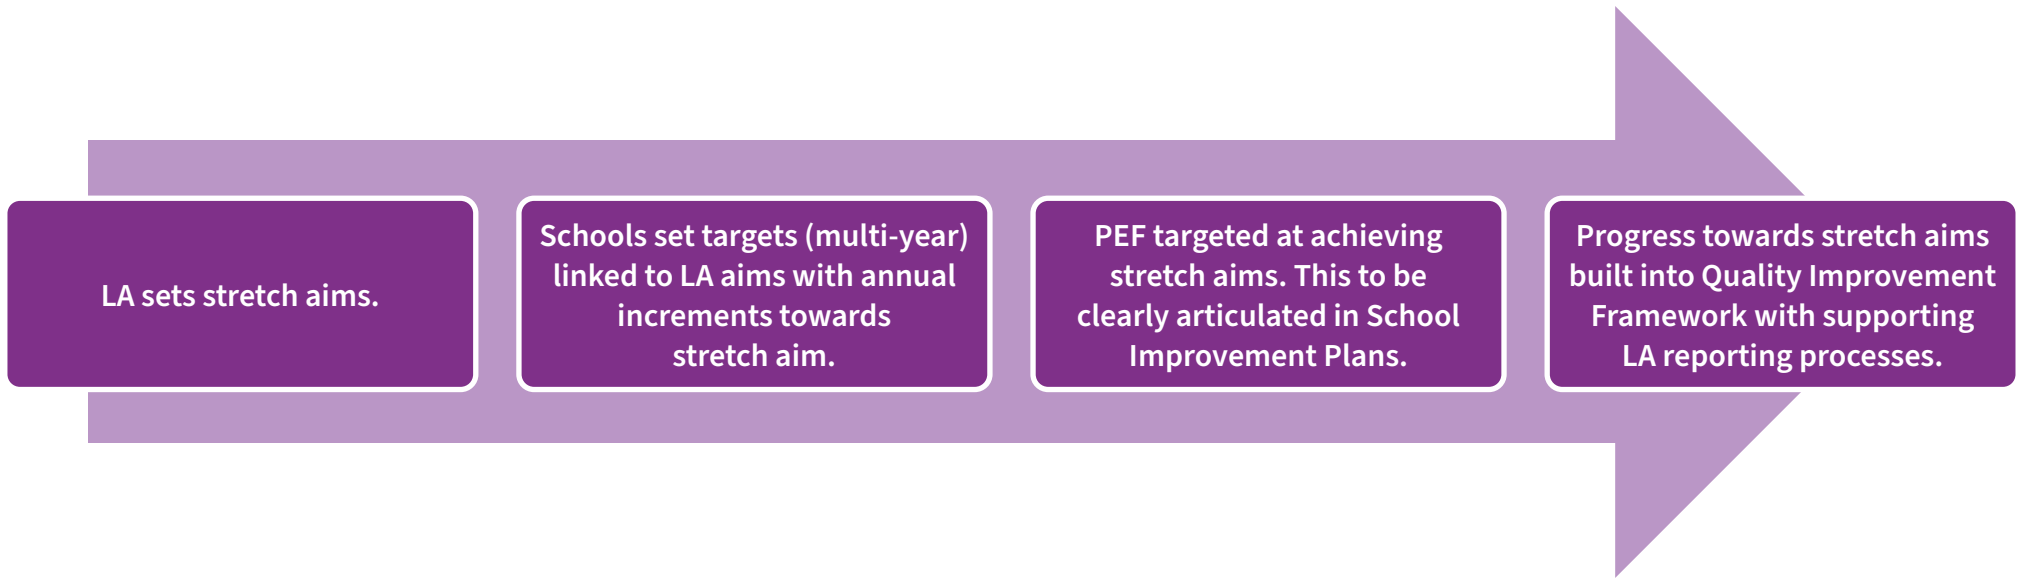 LA sets stretch aims.
Schools set targets (multi-year)
linked to LA aims with annual
increments towards
stretch aim.
PEF targeted at achieving
stretch aims. This to be
clearly articulated in School
Improvement Plans.
Progress towards stretch aims
built into Quality Improvement
Framework with supporting
LA reporting processes.